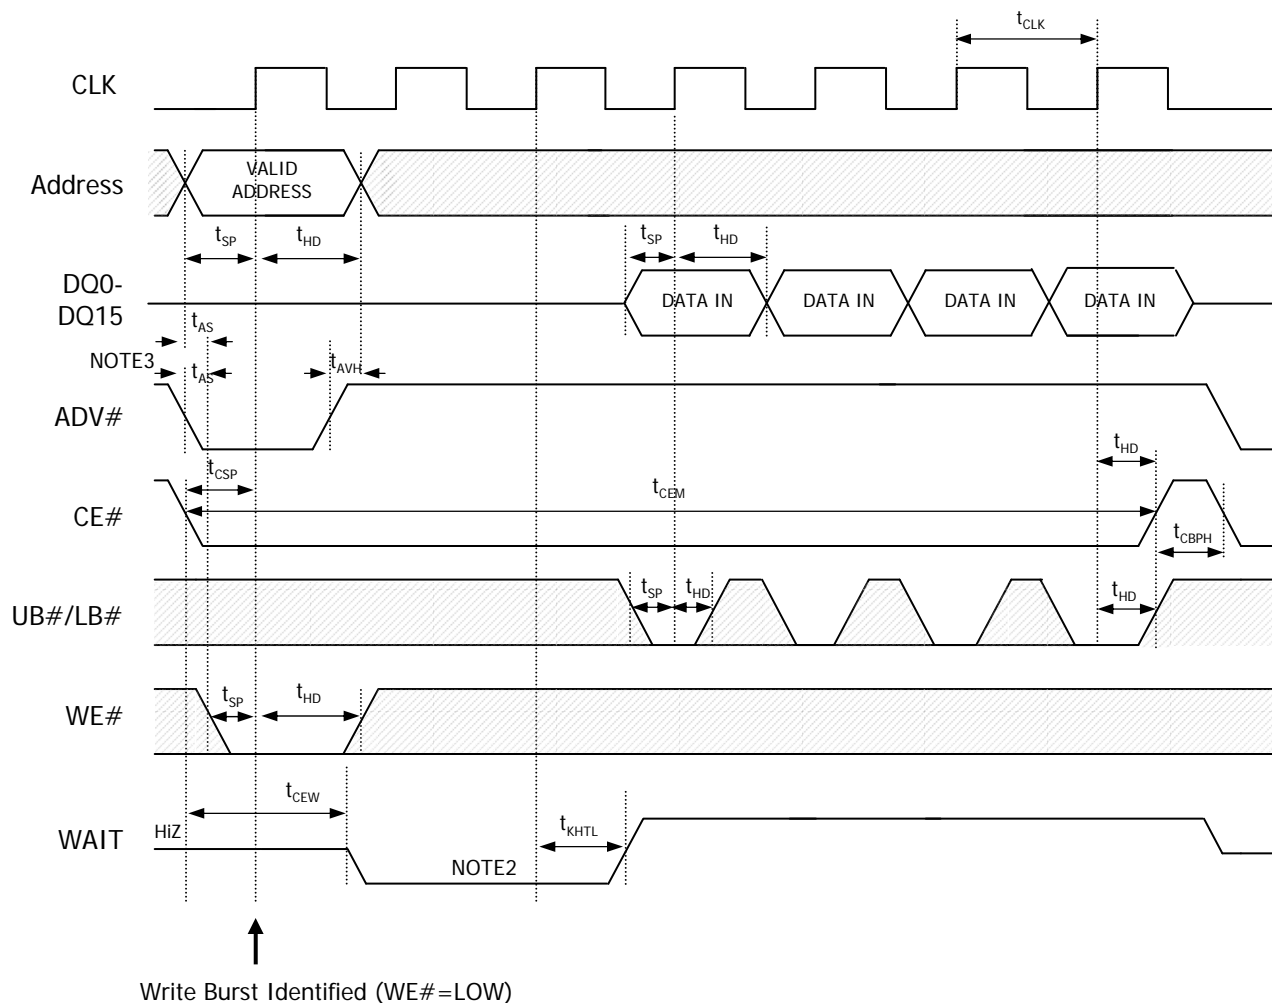 tCLK
CLK
Address
VALID
ADDRESS
tSP
tHD
tSP
tHD
DQ0-
DQ15
DATA IN
DATA IN
DATA IN
DATA IN
tAS
NOTE3
tAS
tAVH
ADV#
tHD
tCSP
tCEM
CE#
tCBPH
UB#/LB#
tSP
tHD
tHD
WE#
tSP
tHD
tCEW
HiZ
tKHTL
WAIT
NOTE2
Write Burst Identified (WE#=LOW)